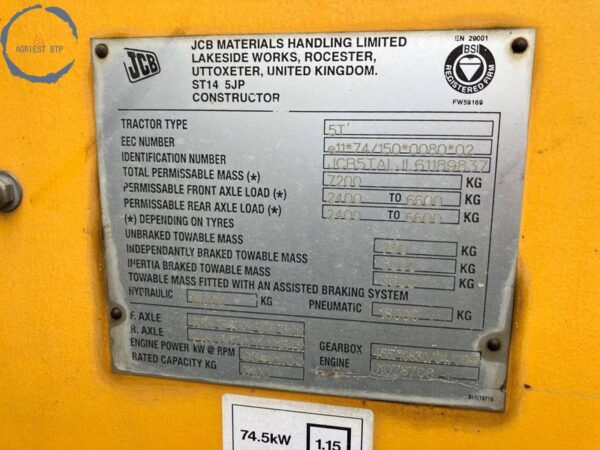 AGRIEST BTP
JCB
JCB MATERIALS HANDLING LIMITED
LAKESIDE WORKS, ROCESTER,
UTTOXETER, UNITED KINGDOM.
ST14 5JP
CONSTRUCTOR
EN 29001
BSI
REGISTERED FIRM
FW59169
TRACTOR TYPE 5T'
EEC NUMBER e11*74/150*0080*02
IDENTIFICATION NUMBER
TOTAL PERMISSABLE MASS (*) 7200 KG
PERMISSABLE FRONT AXLE LOAD (*) 2400 TO 6600 KG
PERMISSABLE REAR AXLE LOAD (*) 2400 TO 6600 KG
(*) DEPENDING ON TYRES
UNBRAKED TOWABLE MASS KG
INDEPENDANTLY BRAKED TOWABLE MASS KG
INERTIA BRAKED TOWABLE MASS KG
TOWABLE MASS FITTED WITH AN ASSISTED BRAKING SYSTEM
HYDRAULIC KG PNEUMATIC KG
F. AXLE
R. AXLE
ENGINE POWER kW @ RPM GEARBOX
RATED CAPACITY KG ENGINE
74.5kW 1.15